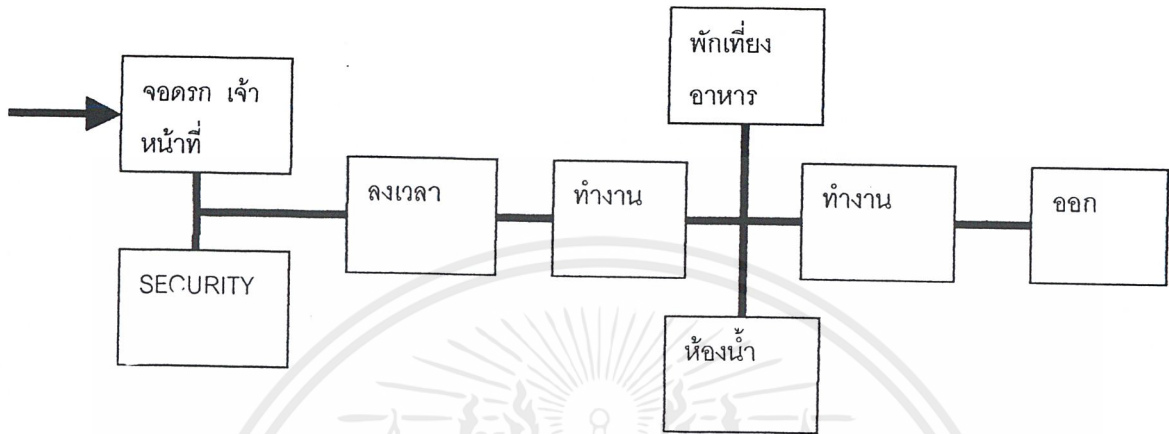 พักเที่ยง
อาหาร
จอดรก เจ้า
หน้าที่
ลงเวลา
ทำงาน
ทำงาน
ออก
SECURITY
ห้องน้ำ